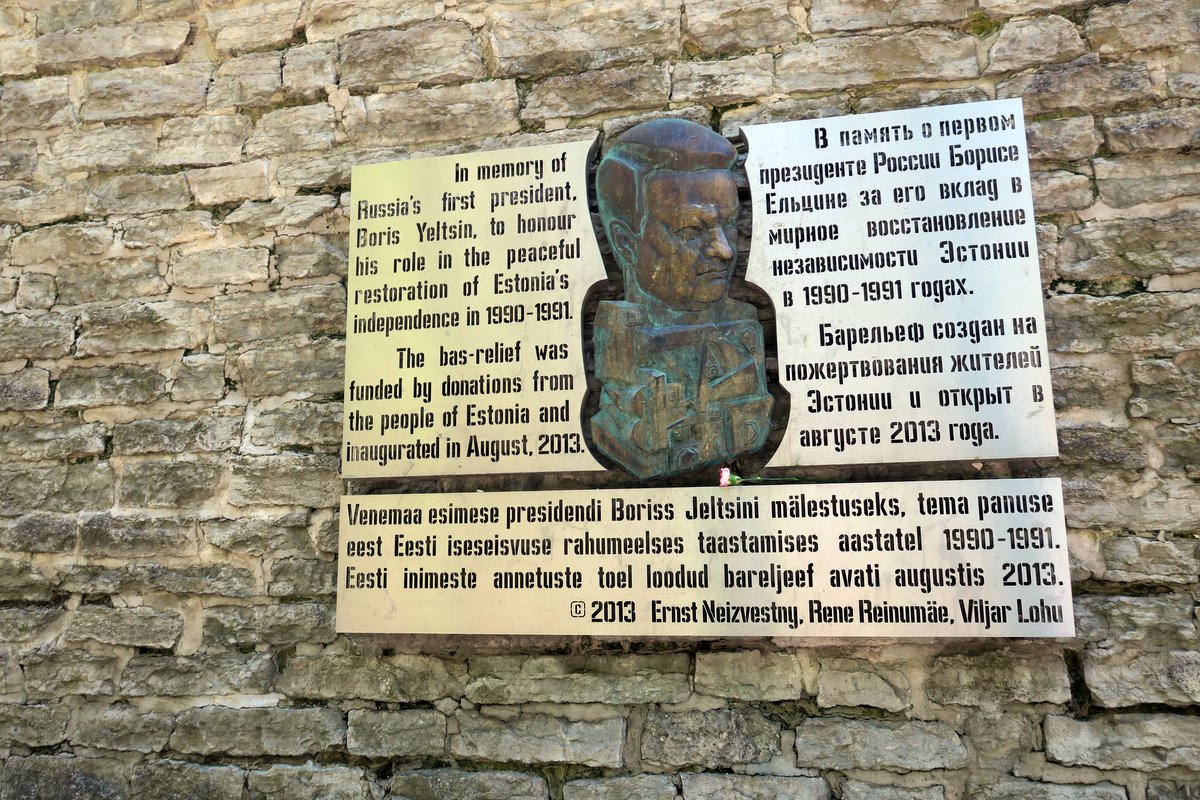 In memory of
Russia's first president,
Boris Yeltsin, to honour
his role in the peaceful
restoration of Estonia's
independence in 1990-1991.
The bas-relief was
funded by donations from
the people of Estonia and
inaugurated in August, 2013.
В память о первом
президенте России Борисе
Ельцине за его вклад в
мирное восстановление
независимости Эстонии
в 1990-1991 годах.
Барельеф создан на
пожертвования жителей
Эстонии и открыт в
августе 2013 года.
Venemaa esimese presidendi Boriss Jeltsini mälestuseks, tema panuse
eest Eesti iseseisvuse rahumeelses taastamises aastatel 1990-1991.
Eesti inimeste annetuste toel loodud bareljeef avati augustis 2013.
© 2013 Ernst Neizvestny, Rene Reinumäe, Viljar Lohu